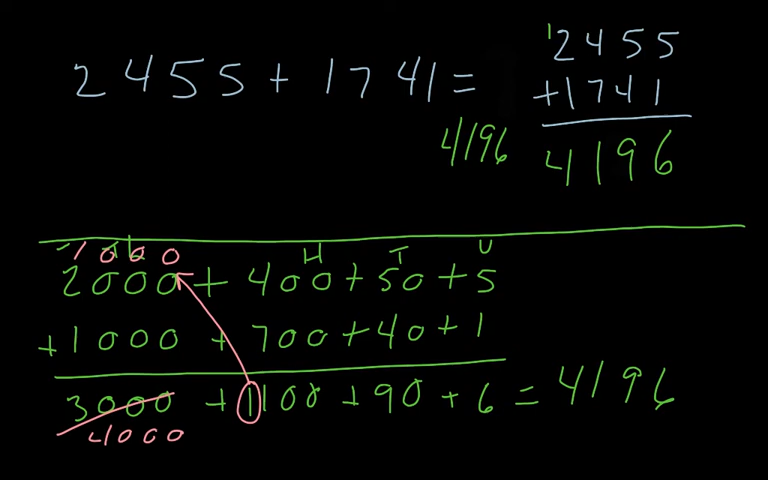 2455 + 1741 =
4196
1
2455
+1741
4196
1000
H T U
2000 + 400 + 50 + 5
+1000 + 700 + 40 + 1
3000 + 1100 + 90 + 6 = 4196
4000